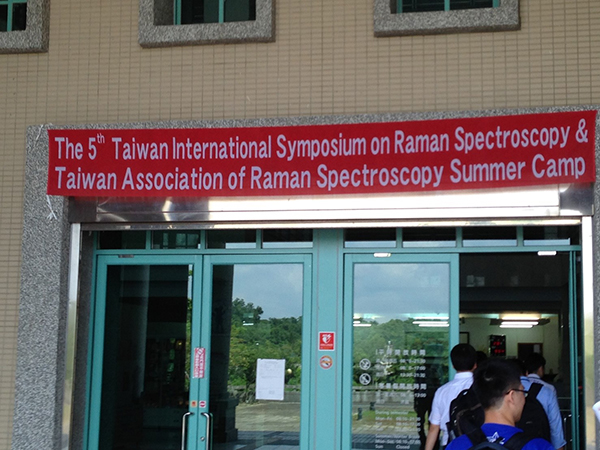 The 5th Taiwan International Symposium on Raman Spectroscopy &
Taiwan Association of Raman Spectroscopy Summer Camp